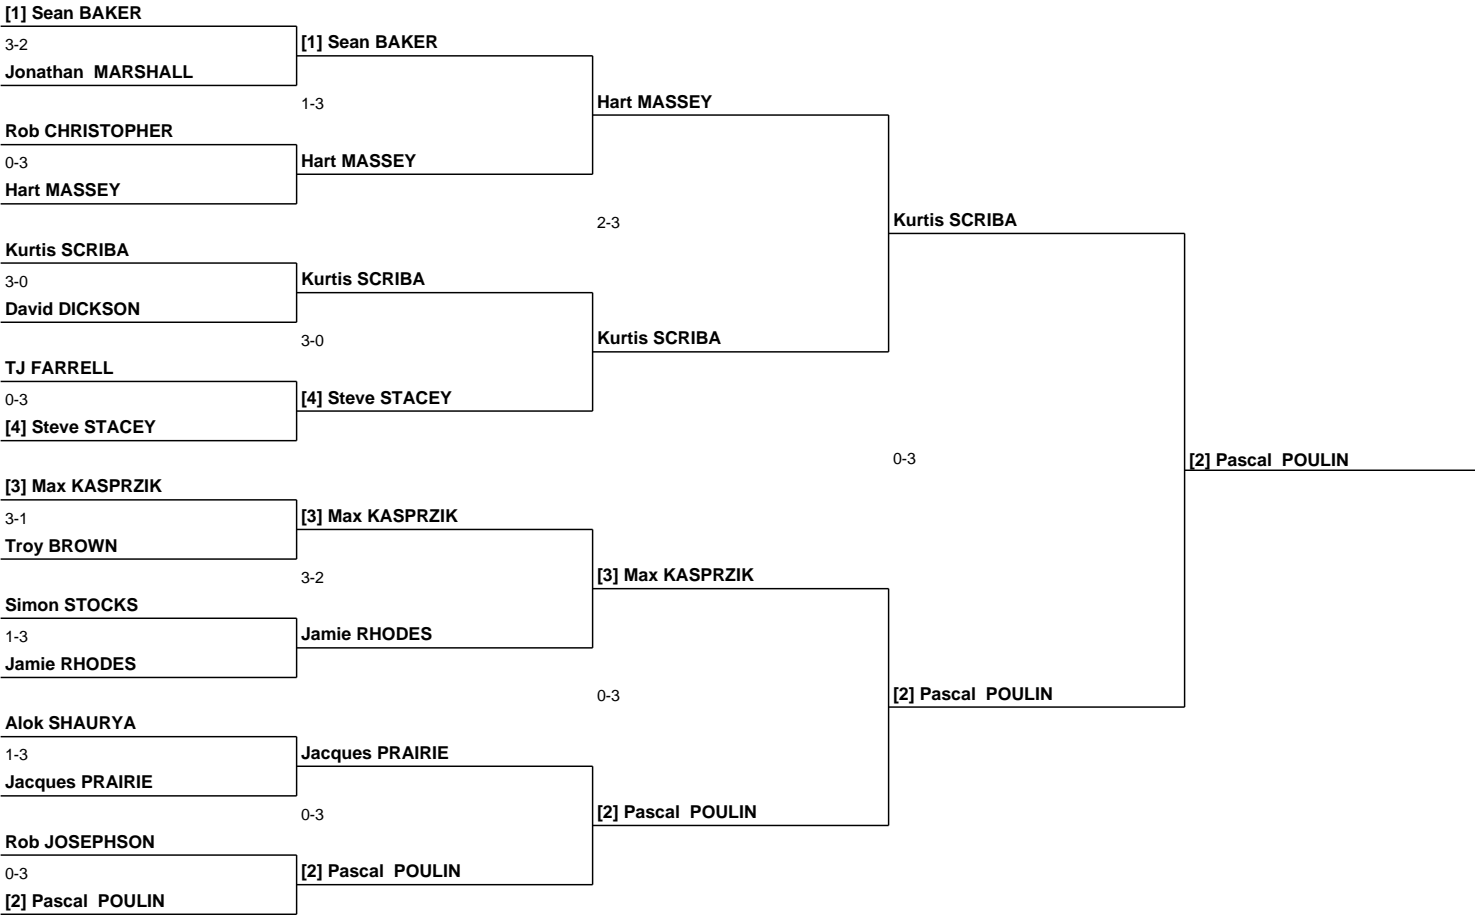 [1] Sean BAKER
3-2
Jonathan  MARSHALL
Rob CHRISTOPHER
0-3
Hart MASSEY
Kurtis SCRIBA
3-0
David DICKSON
TJ FARRELL
0-3
[4] Steve STACEY
[3] Max KASPRZIK
3-1
Troy BROWN
Simon STOCKS
1-3
Jamie RHODES
Alok SHAURYA
1-3
Jacques PRAIRIE
Rob JOSEPHSON
0-3
[2] Pascal  POULIN
[1] Sean BAKER
1-3
Hart MASSEY
Kurtis SCRIBA
3-0
[4] Steve STACEY
[3] Max KASPRZIK
3-2
Jamie RHODES
Jacques PRAIRIE
0-3
[2] Pascal  POULIN
Hart MASSEY
2-3
Kurtis SCRIBA
[3] Max KASPRZIK
0-3
[2] Pascal  POULIN
Kurtis SCRIBA
0-3
[2] Pascal  POULIN
[2] Pascal  POULIN